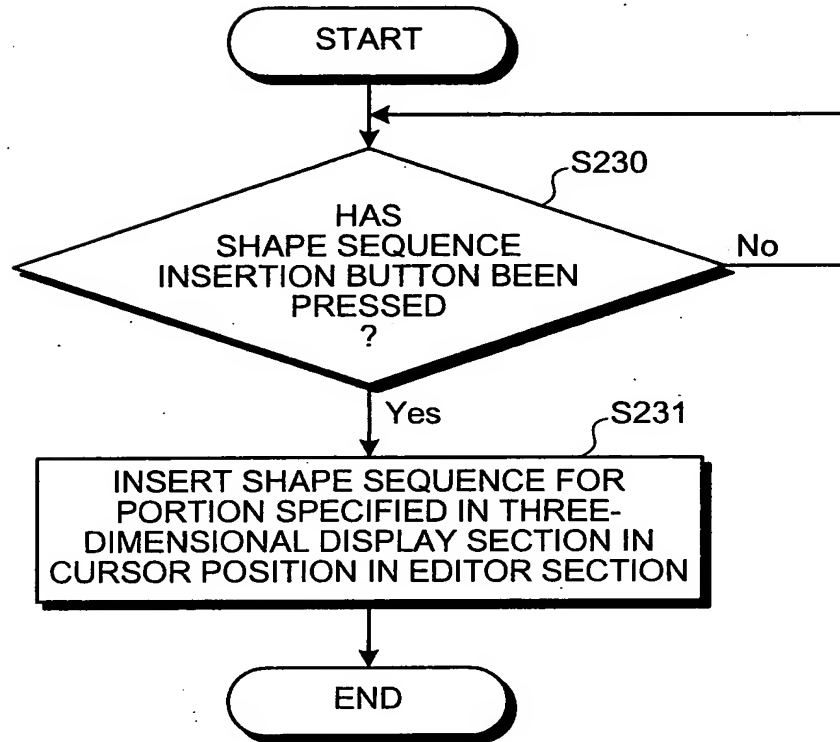 START
S230
HAS
SHAPE SEQUENCE
INSERTION BUTTON BEEN
PRESSED
?
No
Yes
S231
INSERT SHAPE SEQUENCE FOR
PORTION SPECIFIED IN THREE-
DIMENSIONAL DISPLAY SECTION IN
CURSOR POSITION IN EDITOR SECTION
END